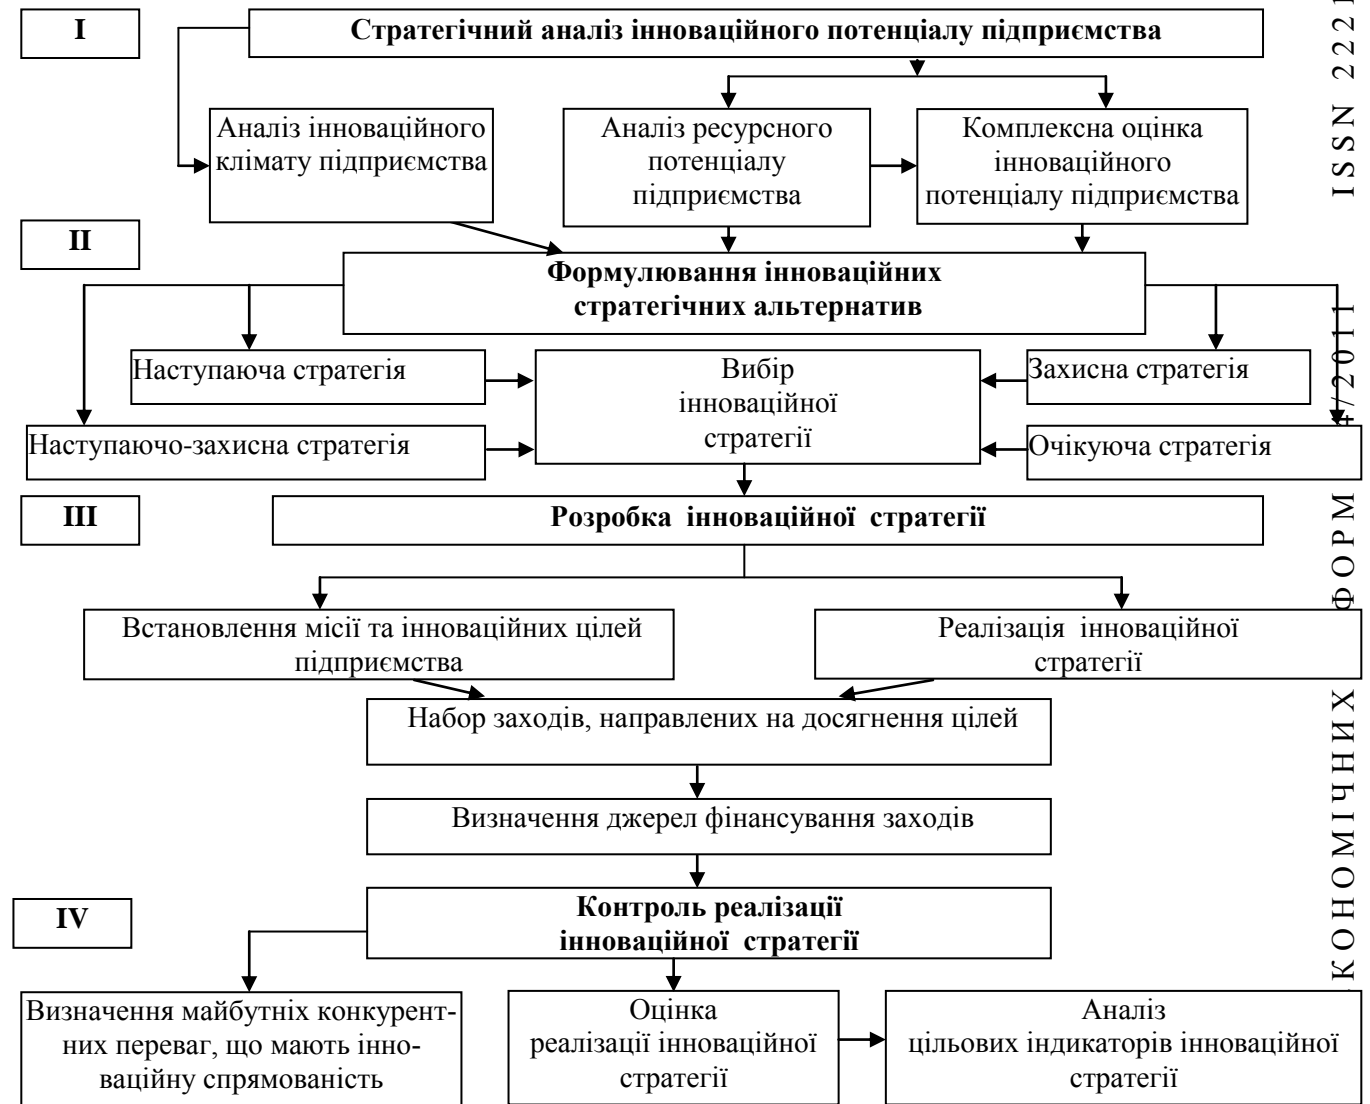 I
Стратегічний аналіз інноваційного потенціалу підприємства
Аналіз інноваційного
клімату підприємства
Аналіз ресурсного
потенціалу
підприємства
Комплексна оцінка
інноваційного
потенціалу підприємства
II
Формулювання інноваційних
стратегічних альтернатив
Наступаюча стратегія
Вибір
інноваційної
стратегії
Захисна стратегія
Наступаючо-захисна стратегія
Очікуюча стратегія
III
Розробка інноваційної стратегії
Встановлення місії та інноваційних цілей
підприємства
Реалізація інноваційної
стратегії
Набор заходів, направлених на досягнення цілей
Визначення джерел фінансування заходів
IV
Контроль реалізації
інноваційної стратегії
Визначення майбутніх конкурент-
них переваг, що мають інно-
ваційну спрямованість
Оцінка
реалізації інноваційної
стратегії
Аналіз
цільових індикаторів інноваційної
стратегії
КОНОМІЧНИХ ФОРМ 4/2011 ISSN 222